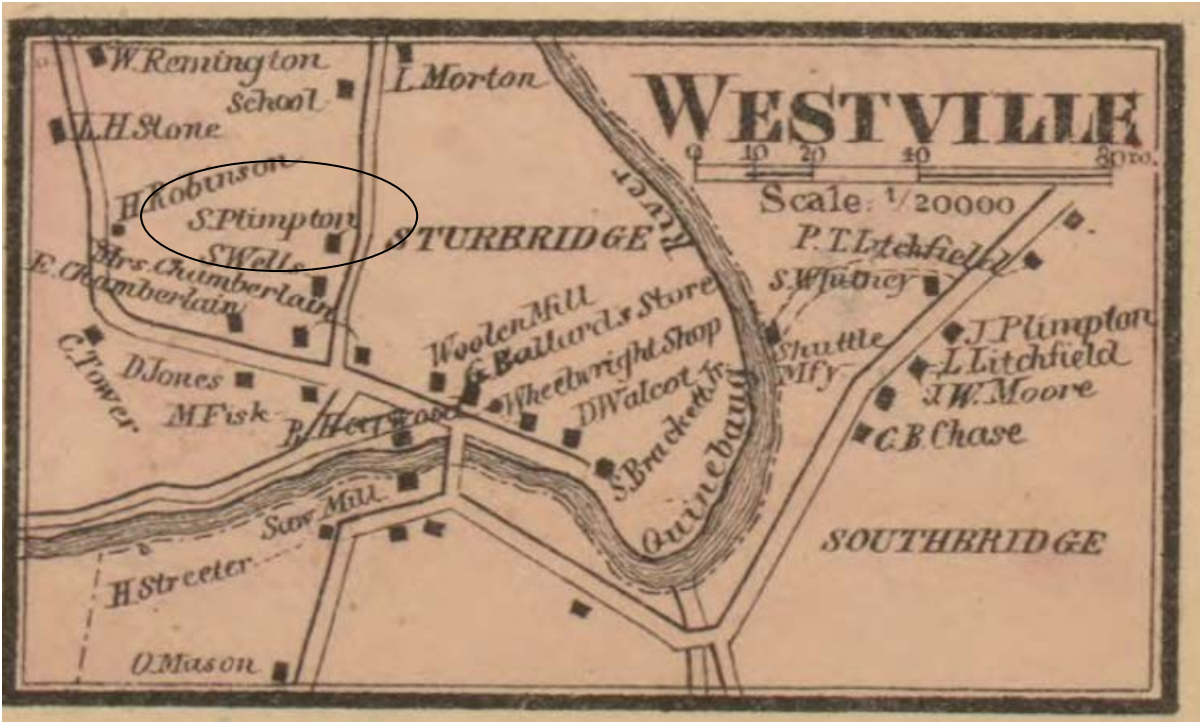 W. Remington
School
L. Morton
L.H. Stone
WESTVILLE
0 10 20 40 80 ro.
Scale: 1/20000
H. Robinson
S. Plimpton
S. Wells
Mrs. Chamberlain
E. Chamberlain
STURBRIDGE
River
P.T. Litchfield
S. Whitney
C. Tower
D. Jones
M. Fisk
Woolen Mill
G. Ballards Store
Wheelwright Shop
D. Walcot
S. Brackett Jr.
Quinebaug
Shuttle
Mfy
J. Plimpton
L. Litchfield
J.W. Moore
C.B. Chase
Saw Mill
H. Streeter
O. Mason
SOUTHBRIDGE